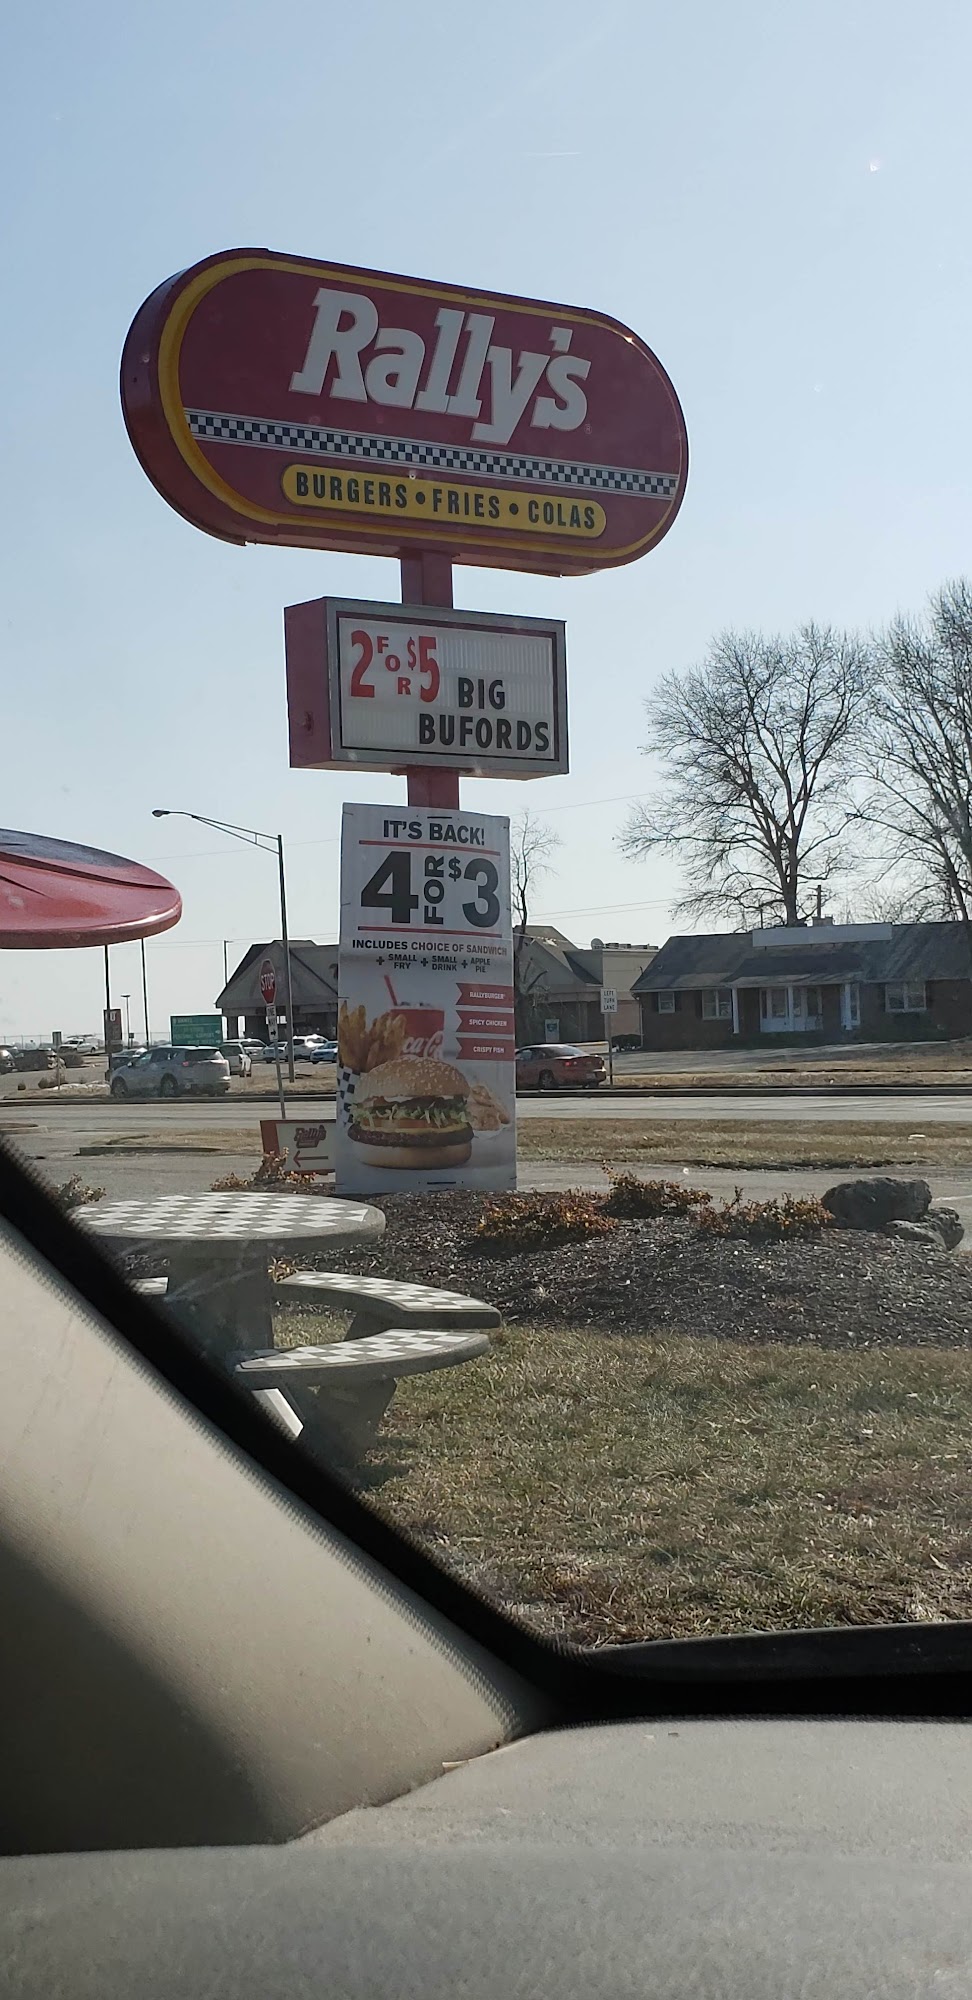 Rally's
BURGERS • FRIES • COLAS
2 FOR $5
BIG
BUFORDS
IT'S BACK!
4 FOR $3
INCLUDES CHOICE OF SANDWICH
+ SMALL FRY + SMALL DRINK + APPLE PIE
RALLYBURGER
SPICY CHICKEN
CRISPY FISH
STOP
LEFT
TURN
LANE
Rally's